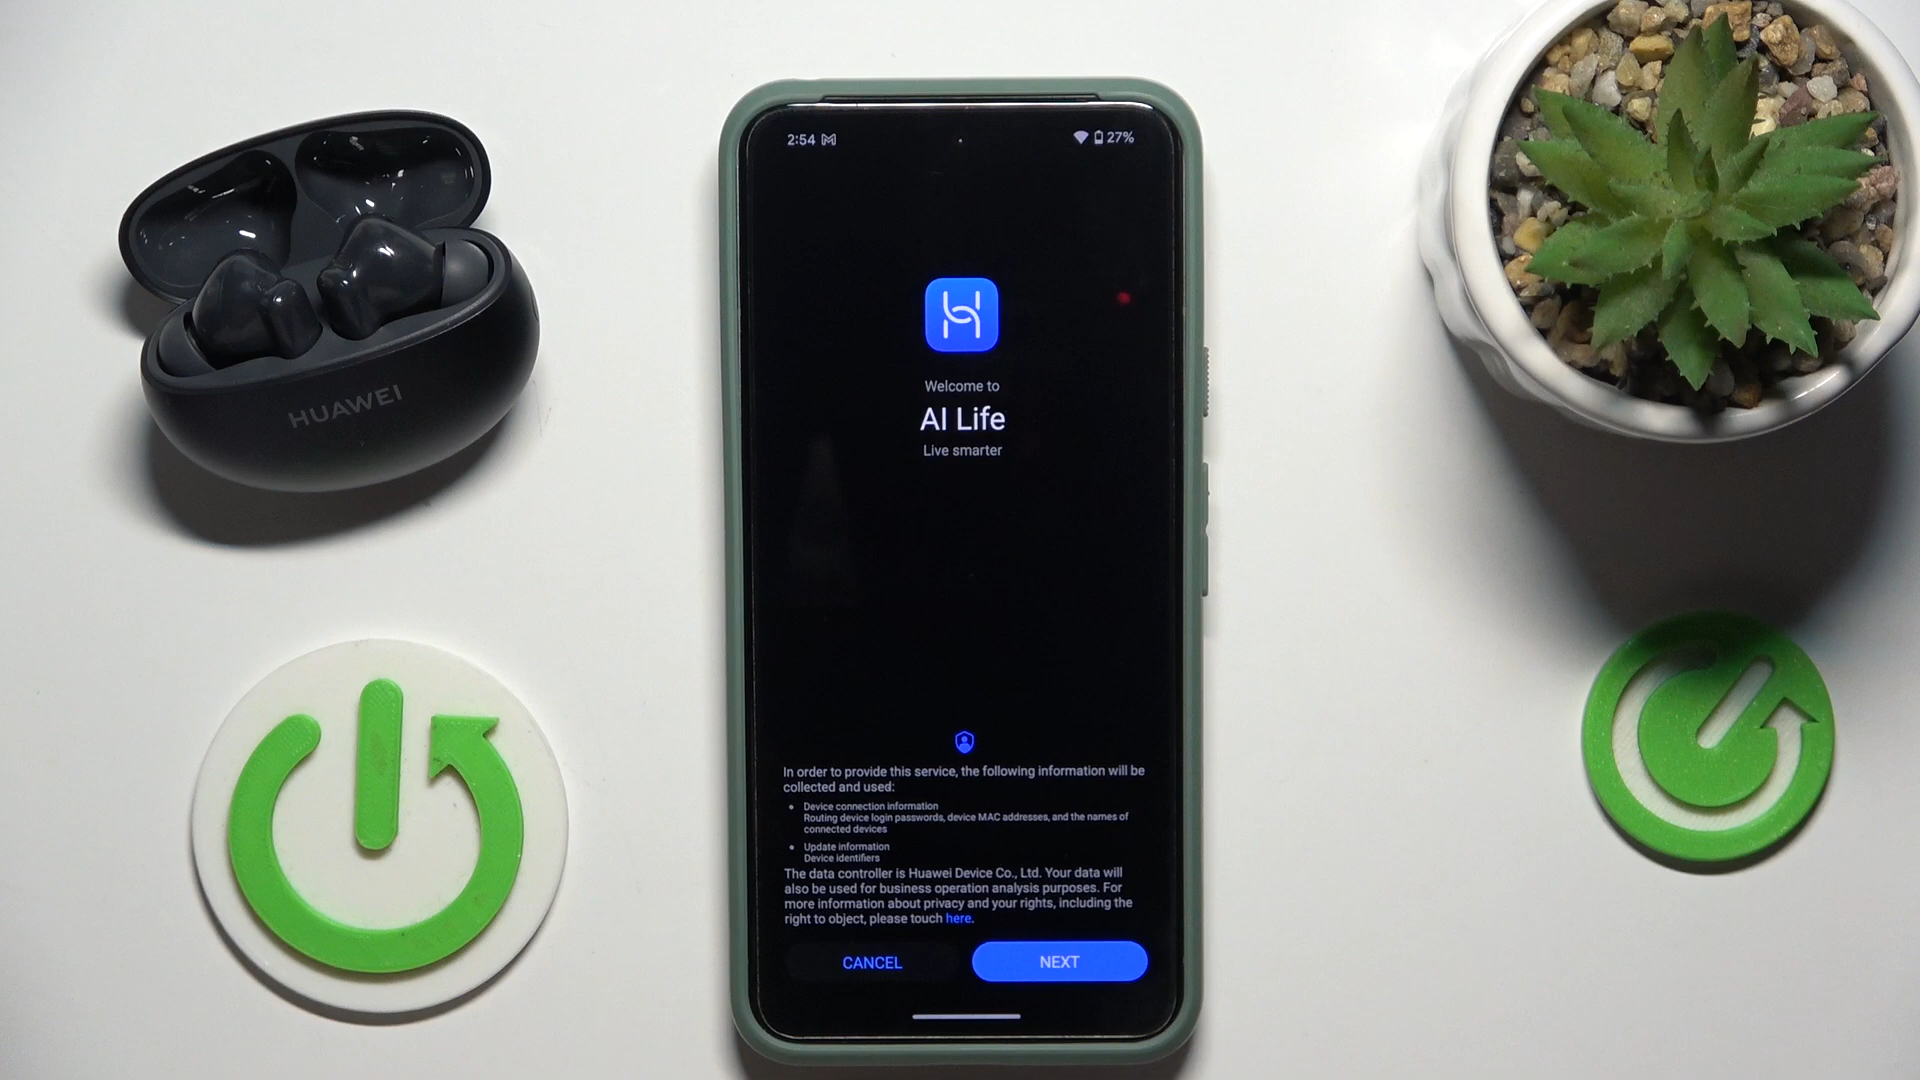 HUAWEI
2:54
27%
Welcome to
AI Life
Live smarter
In order to provide this service, the following information will be
collected and used:
• Device connection information
Routing device login passwords, device MAC addresses, and the names of
connected devices
• Update information
Device identifiers
The data controller is Huawei Device Co., Ltd. Your data will
also be used for business operation analysis purposes. For
more information about privacy and your rights, including the
right to object, please touch here.
CANCEL
NEXT